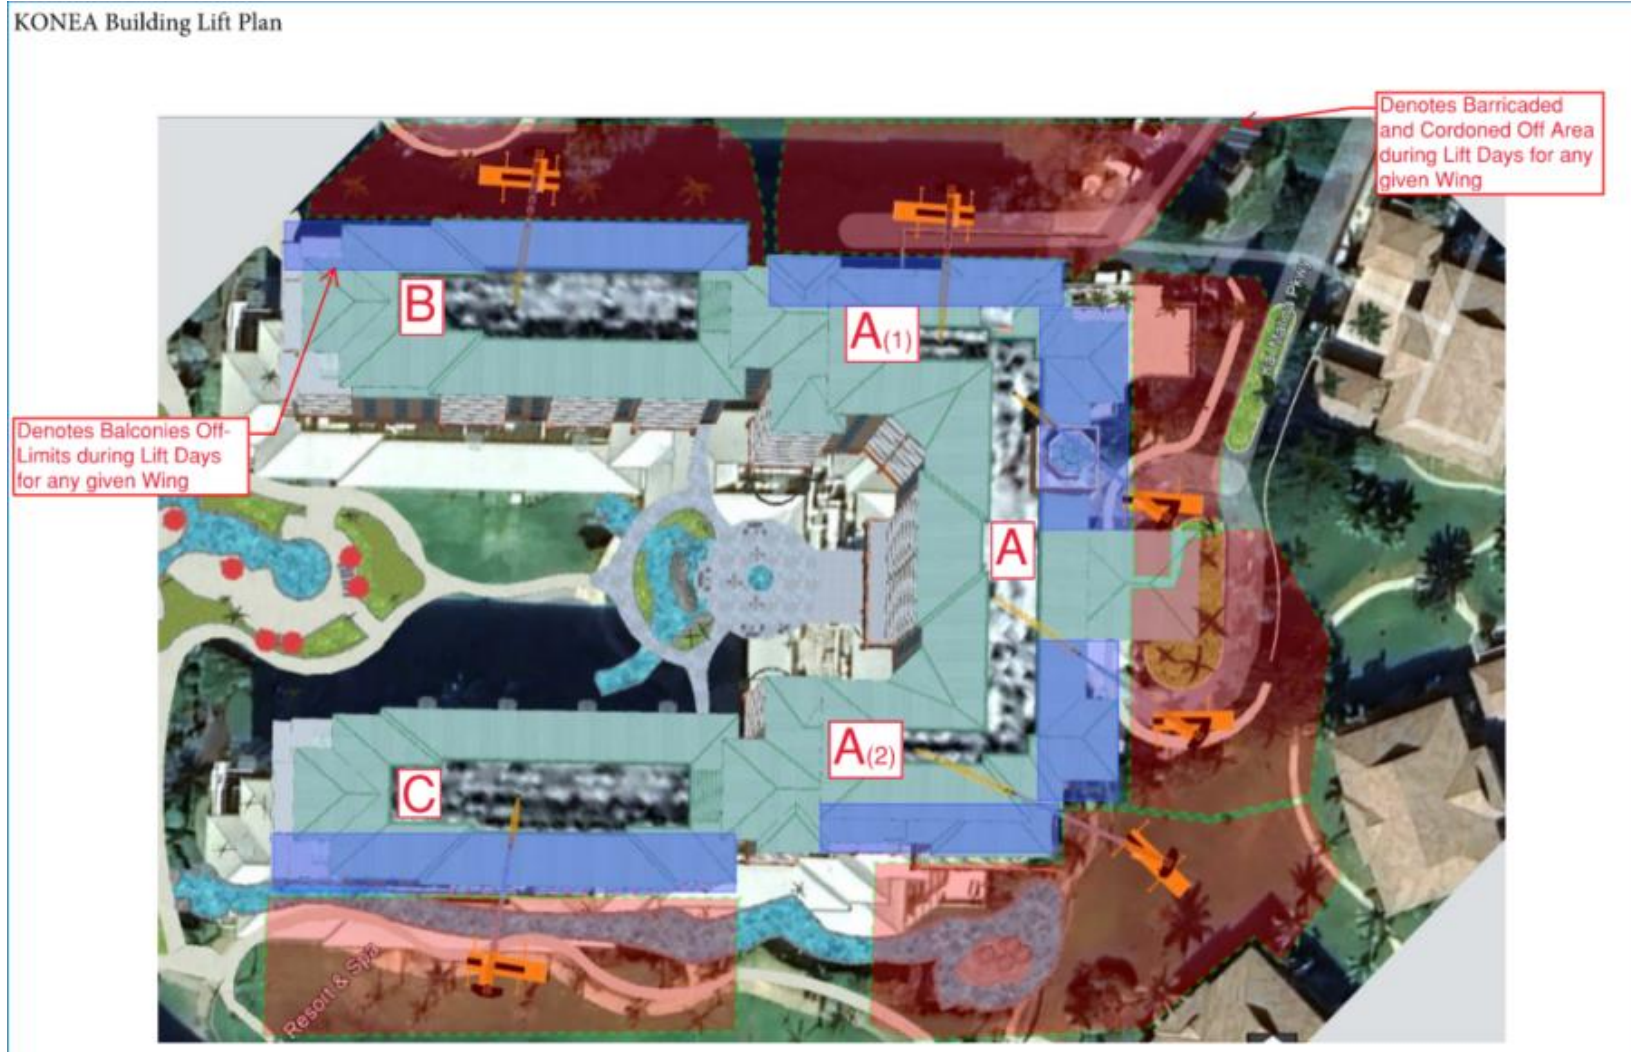 KONEA Building Lift Plan
Denotes Barricaded
and Cordoned Off Area
during Lift Days for any
given Wing
B
A(1)
Denotes Balconies Off-
Limits during Lift Days
for any given Wing
A
A(2)
C
Resort & Spa